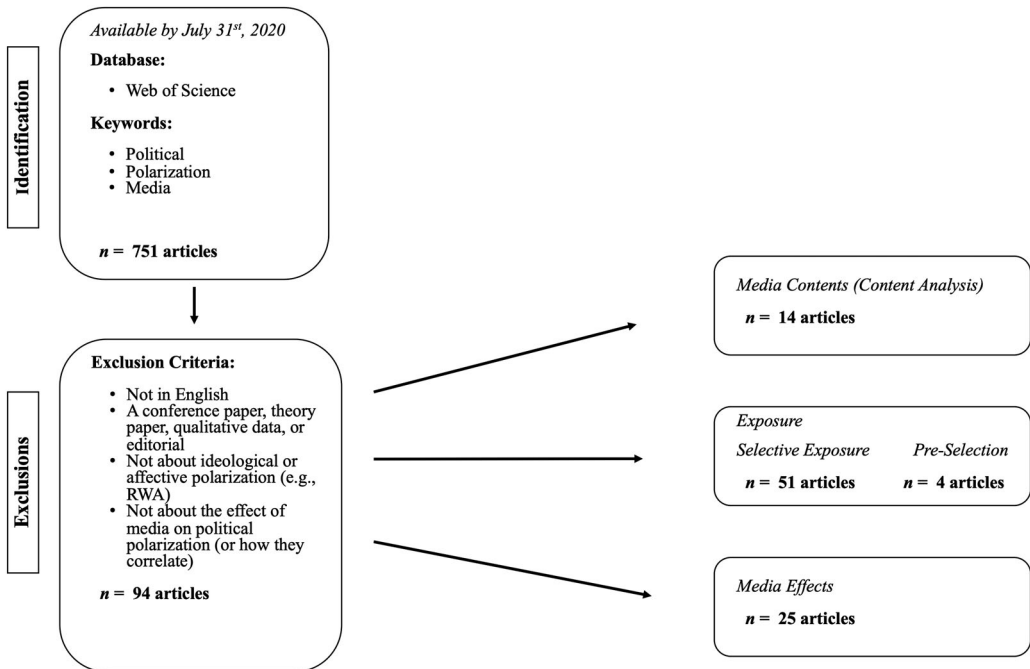 Identification
Available by July 31st, 2020
Database:
• Web of Science
Keywords:
• Political
• Polarization
• Media
n = 751 articles
Exclusions
Exclusion Criteria:
• Not in English
• A conference paper, theory
paper, qualitative data, or
editorial
• Not about ideological or
affective polarization (e.g.,
RWA)
• Not about the effect of
media on political
polarization (or how they
correlate)
n = 94 articles
Media Contents (Content Analysis)
n = 14 articles
Exposure
Selective Exposure Pre-Selection
n = 51 articles n = 4 articles
Media Effects
n = 25 articles